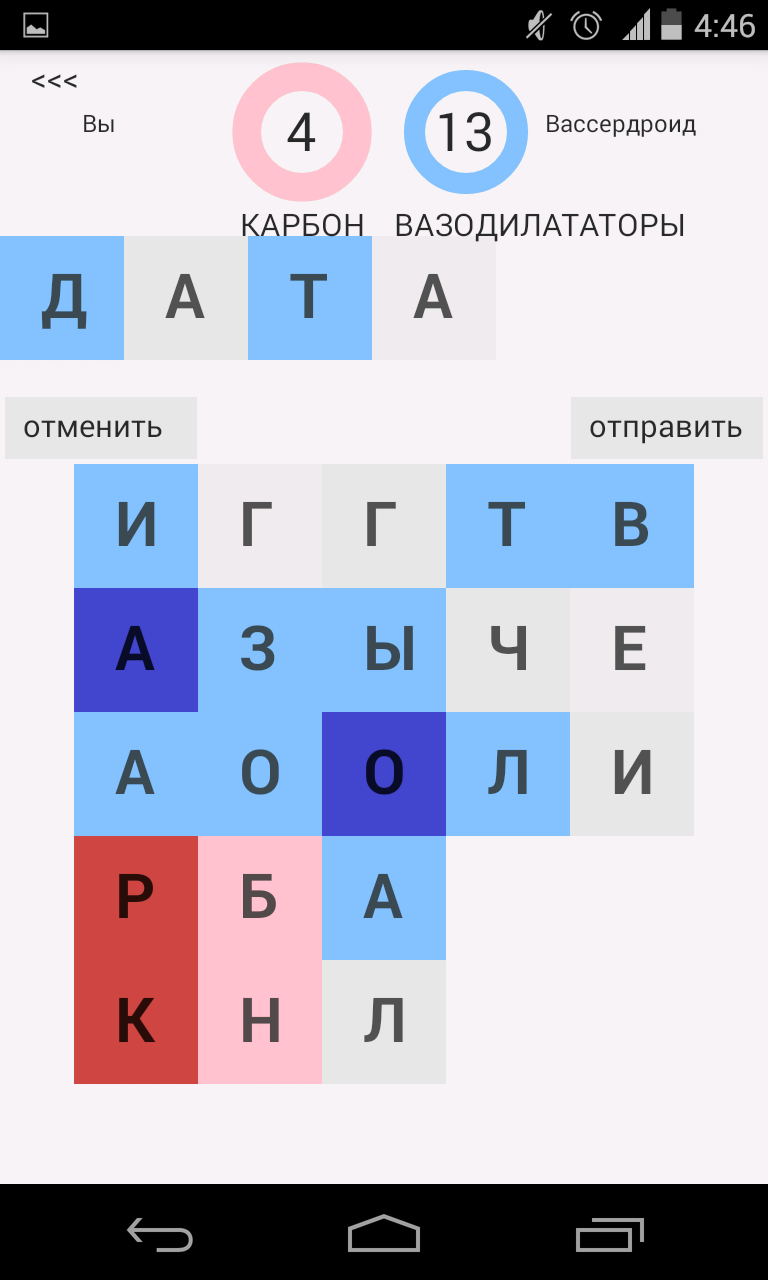 4:46
<<<
Вы 4 13 Вассердроид
КАРБОН ВАЗОДИЛАТАТОРЫ
Д А Т А
отменить отправить
И Г Г Т В
А З Ы Ч Е
А О О Л И
Р Б А
К Н Л